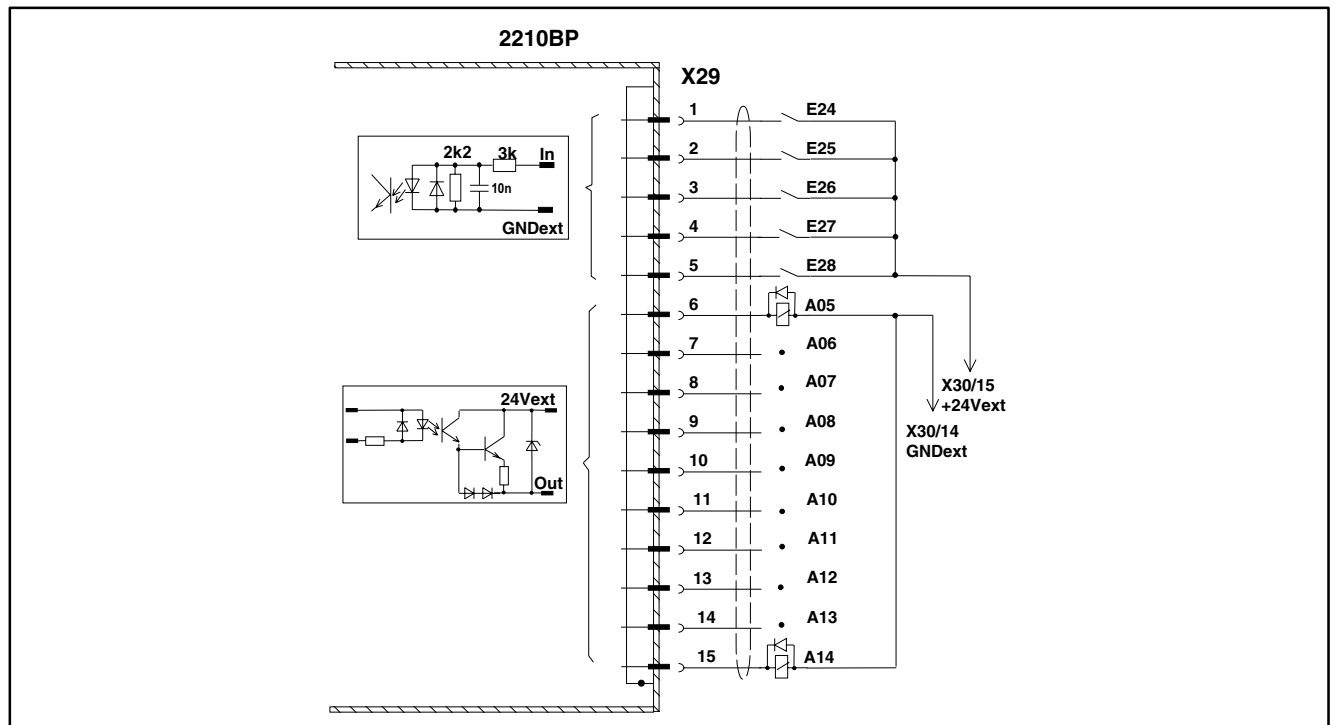 2210BP
X29
1 E24
2 E25
3 E26
4 E27
5 E28
6 A05
7 A06
8 A07
9 A08
10 A09
11 A10
12 A11
13 A12
14 A13
15 A14
2k2 3k In
10n
GNDext
24Vext
Out
X30/15
+24Vext
X30/14
GNDext